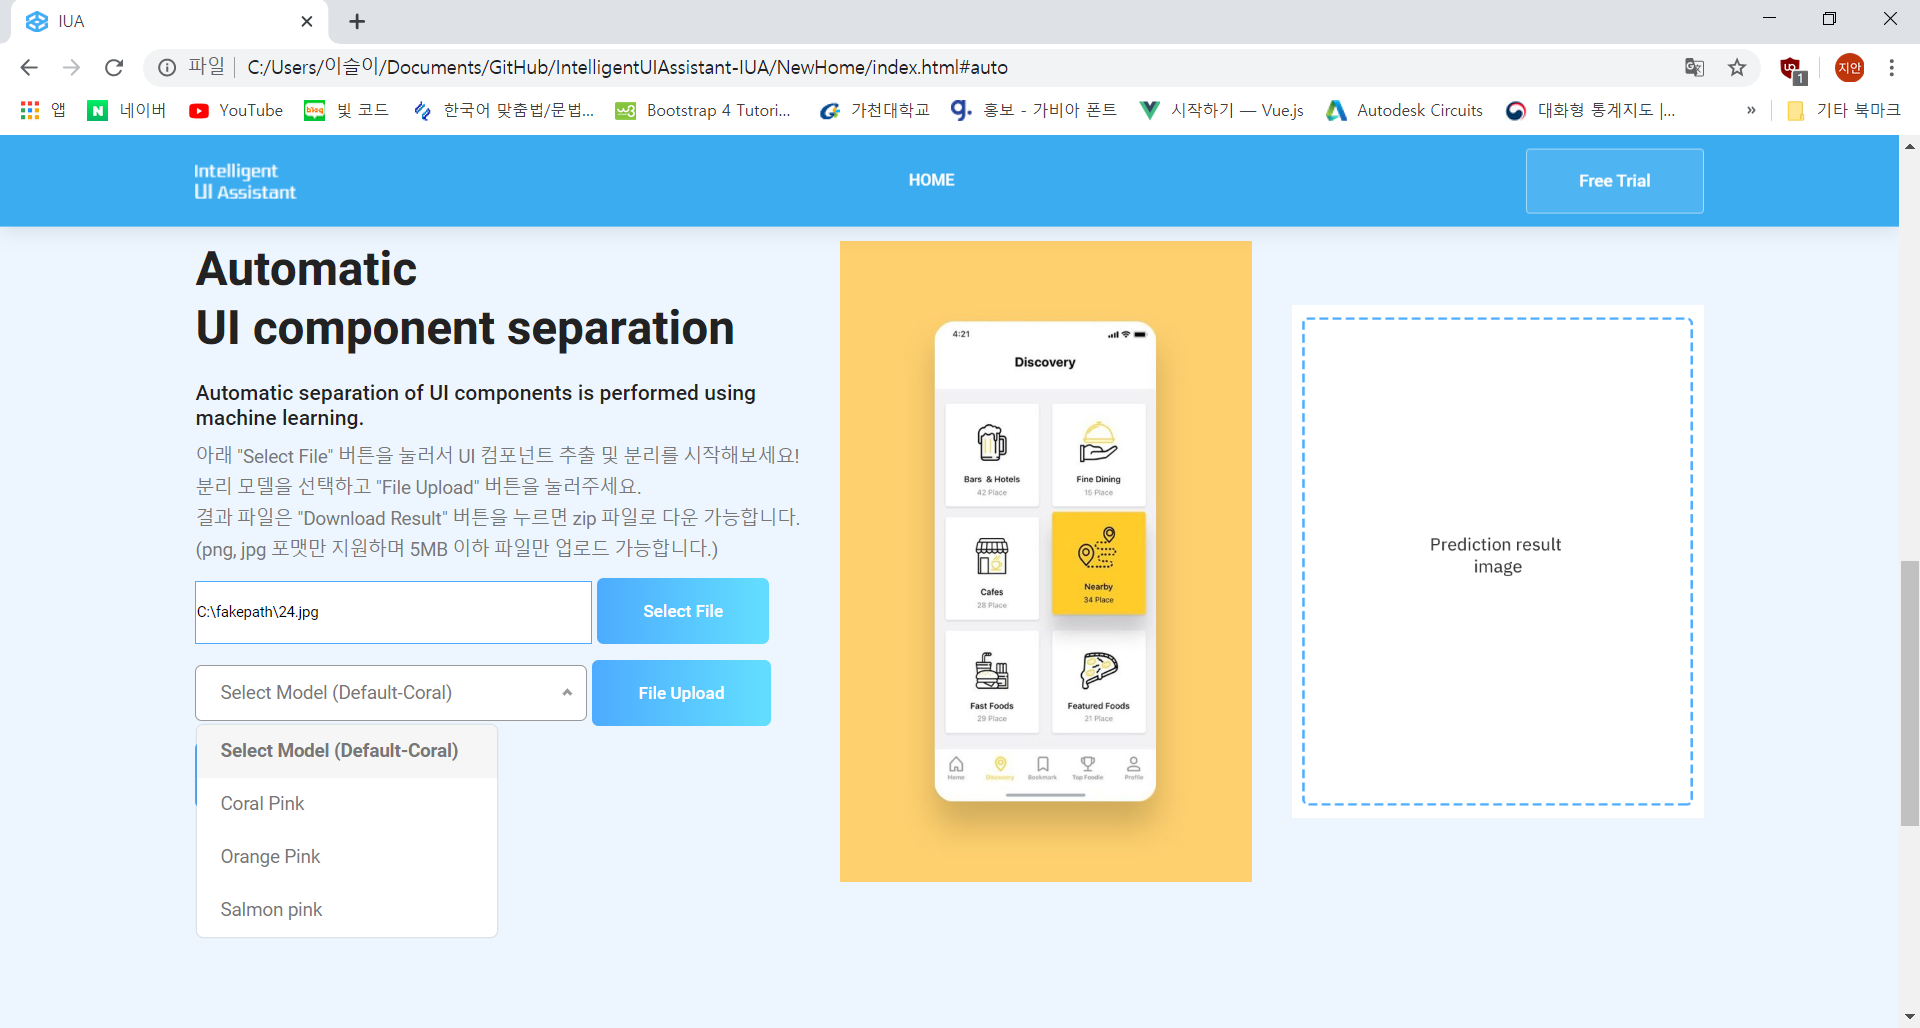 IUA
파일
C:/Users/이슬이/Documents/GitHub/IntelligentUIAssistant-IUA/NewHome/index.html#auto
지안
1
앱
네이버
YouTube
빛 코드
한국어 맞춤법/문법...
Bootstrap 4 Tutori...
가천대학교
홍보 - 가비아 폰트
시작하기 — Vue.js
Autodesk Circuits
대화형 통계지도 |...
»
기타 북마크
Intelligent
UI Assistant
HOME
Free Trial
Automatic
UI component separation
Automatic separation of UI components is performed using
machine learning.
아래 "Select File" 버튼을 눌러서 UI 컴포넌트 추출 및 분리를 시작해보세요!
분리 모델을 선택하고 "File Upload" 버튼을 눌러주세요.
결과 파일은 "Download Result" 버튼을 누르면 zip 파일로 다운 가능합니다.
(png, jpg 포맷만 지원하며 5MB 이하 파일만 업로드 가능합니다.)
C:\fakepath\24.jpg
Select File
Select Model (Default-Coral)
File Upload
Select Model (Default-Coral)
Coral Pink
Orange Pink
Salmon pink
4:21
Discovery
Bars & Hotels
42 Place
Fine Dining
15 Place
Cafes
28 Place
Nearby
34 Place
Fast Foods
29 Place
Featured Foods
21 Place
Home
Discovery
Bookmark
Top Foodie
Profile
Prediction result
image